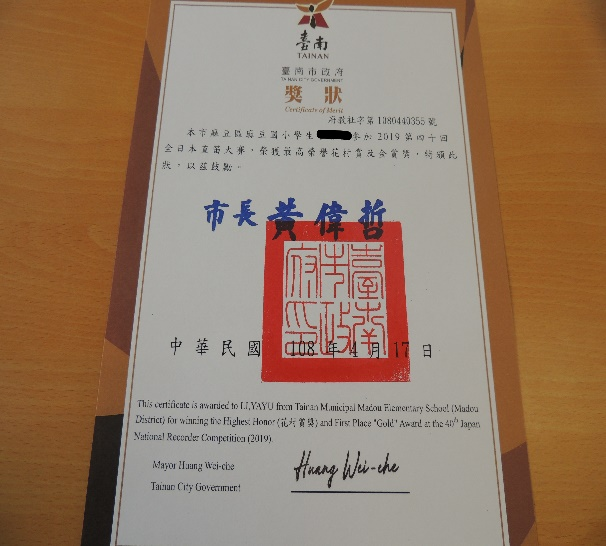 臺南
TAINAN
臺南市政府
TAINAN CITY GOVERNMENT
獎狀
Certificate of Merit
府教社字第1080449355號
本市麻豆區麻豆國小學生 參加 2019 第四十回
全日本直笛大賽，榮獲最高榮譽花村賞及金賞獎，特頒此
狀，以茲鼓勵。
市長 黃偉哲
臺南市政府印
中華民國 108 年 4 月 17 日
This certificate is awarded to LI,YAYU from Tainan Municipal Madou Elementary School (Madou
District) for winning the Highest Honor (花村賞獎) and First Place "Gold" Award at the 40th Japan
National Recorder Competition (2019).
Mayor Huang Wei-che
Huang Wei-che
Tainan City Government